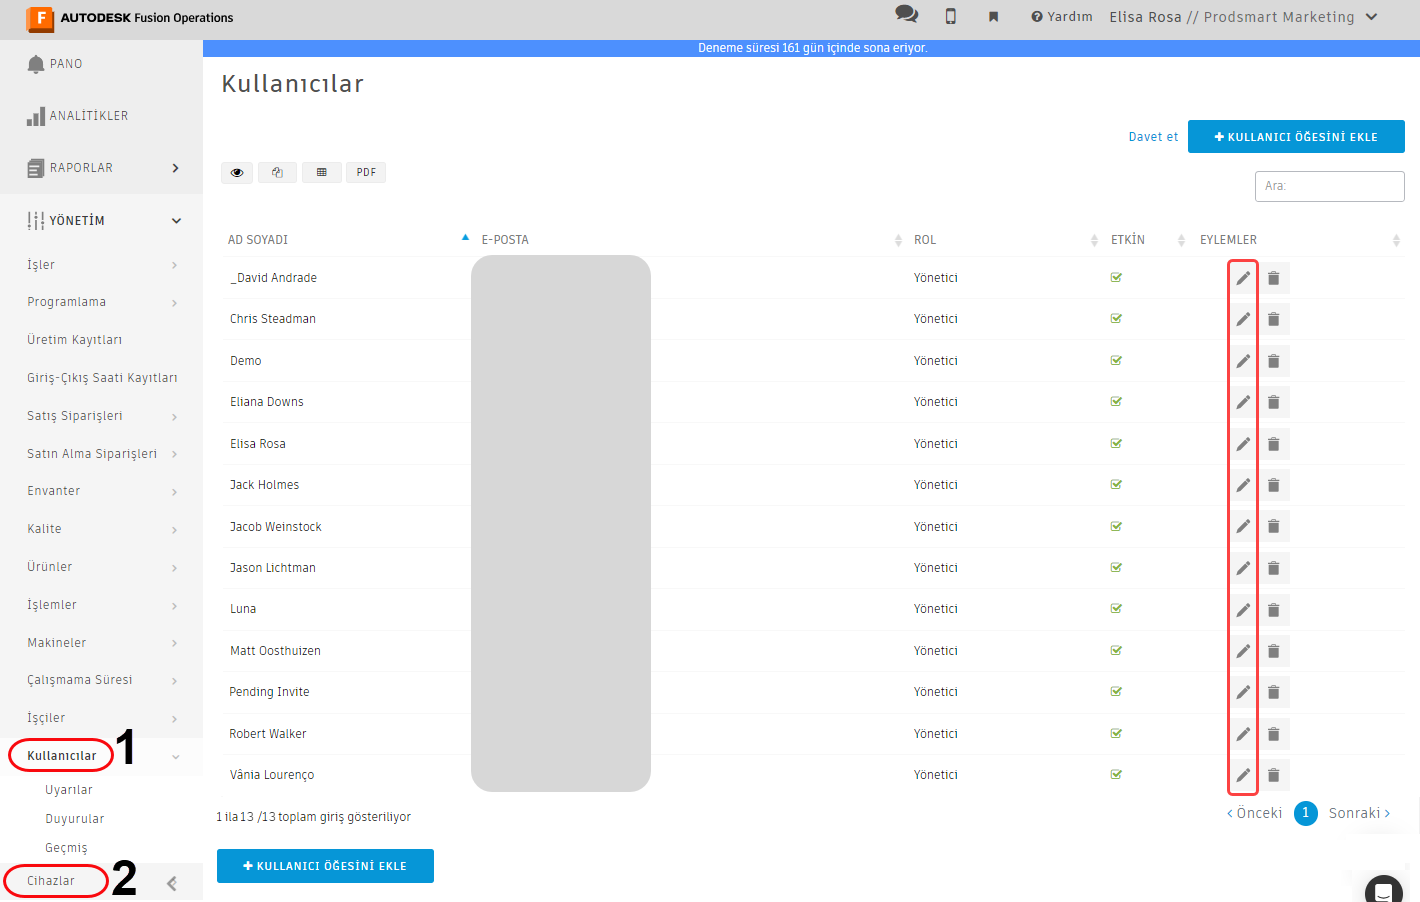 AUTODESK Fusion Operations
Yardım
Elisa Rosa // Prodsmart Marketing
Deneme süresi 161 gün içinde sona eriyor.
PANO
ANALİTİKLER
RAPORLAR
YÖNETİM
İşler
Programlama
Üretim Kayıtları
Giriş-Çıkış Saati Kayıtları
Satış Siparişleri
Satın Alma Siparişleri
Envanter
Kalite
Ürünler
İşlemler
Makineler
Çalışmama Süresi
İşçiler
Kullanıcılar 1
Uyarılar
Duyurular
Geçmiş
Cihazlar 2
Kullanıcılar
Davet et
KULLANICI ÖĞESİNİ EKLE
PDF
Ara:
AD SOYADI E-POSTA ROL ETKİN EYLEMLER
_David Andrade Yönetici
Chris Steadman Yönetici
Demo Yönetici
Eliana Downs Yönetici
Elisa Rosa Yönetici
Jack Holmes Yönetici
Jacob Weinstock Yönetici
Jason Lichtman Yönetici
Luna Yönetici
Matt Oosthuizen Yönetici
Pending Invite Yönetici
Robert Walker Yönetici
Vânia Lourenço Yönetici
1 ila 13 /13 toplam giriş gösteriliyor
‹ Önceki 1 Sonraki ›
KULLANICI ÖĞESİNİ EKLE